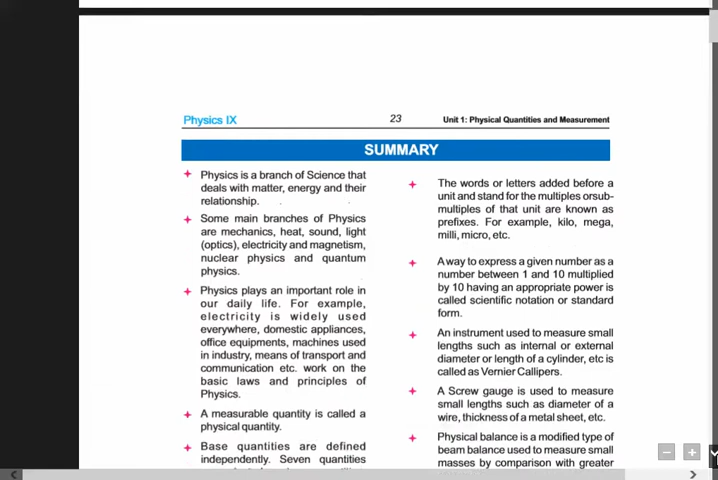 Physics IX 23 Unit 1: Physical Quantities and Measurement
SUMMARY
Physics is a branch of Science that
deals with matter, energy and their
relationship.
Some main branches of Physics
are mechanics, heat, sound, light
(optics), electricity and magnetism,
nuclear physics and quantum
physics.
Physics plays an important role in
our daily life. For example,
electricity is widely used
everywhere, domestic appliances,
office equipments, machines used
in industry, means of transport and
communication etc. work on the
basic laws and principles of
Physics.
A measurable quantity is called a
physical quantity.
Base quantities are defined
independently. Seven quantities
The words or letters added before a
unit and stand for the multiples orsub-
multiples of that unit are known as
prefixes. For example, kilo, mega,
milli, micro, etc.
A way to express a given number as a
number between 1 and 10 multiplied
by 10 having an appropriate power is
called scientific notation or standard
form.
An instrument used to measure small
lengths such as internal or external
diameter or length of a cylinder, etc is
called as Vernier Callipers.
A Screw gauge is used to measure
small lengths such as diameter of a
wire, thickness of a metal sheet, etc.
Physical balance is a modified type of
beam balance used to measure small
masses by comparison with greater